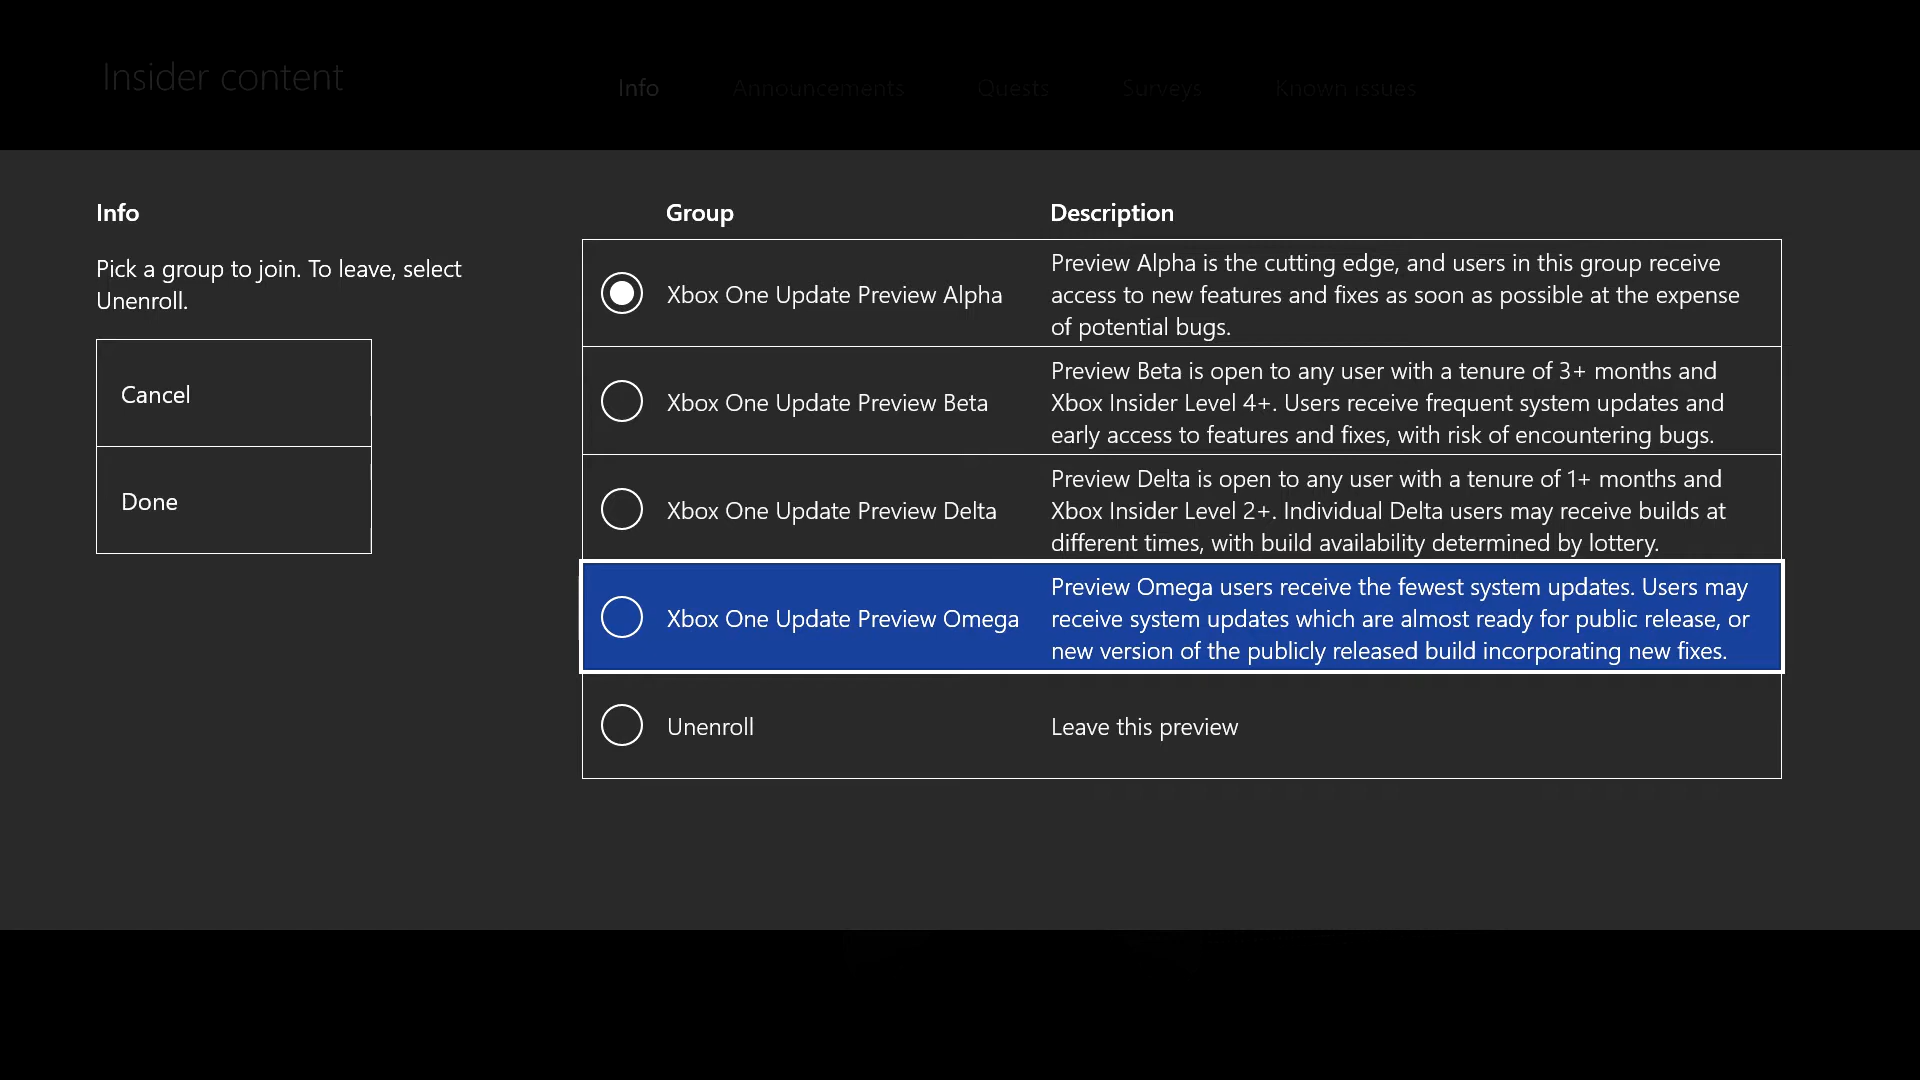 Insider content
Info
Announcements
Quests
Surveys
Known issues
Info
Pick a group to join. To leave, select
Unenroll.
Cancel
Done
Group
Description
Xbox One Update Preview Alpha
Preview Alpha is the cutting edge, and users in this group receive
access to new features and fixes as soon as possible at the expense
of potential bugs.
Xbox One Update Preview Beta
Preview Beta is open to any user with a tenure of 3+ months and
Xbox Insider Level 4+. Users receive frequent system updates and
early access to features and fixes, with risk of encountering bugs.
Xbox One Update Preview Delta
Preview Delta is open to any user with a tenure of 1+ months and
Xbox Insider Level 2+. Individual Delta users may receive builds at
different times, with build availability determined by lottery.
Xbox One Update Preview Omega
Preview Omega users receive the fewest system updates. Users may
receive system updates which are almost ready for public release, or
new version of the publicly released build incorporating new fixes.
Unenroll
Leave this preview